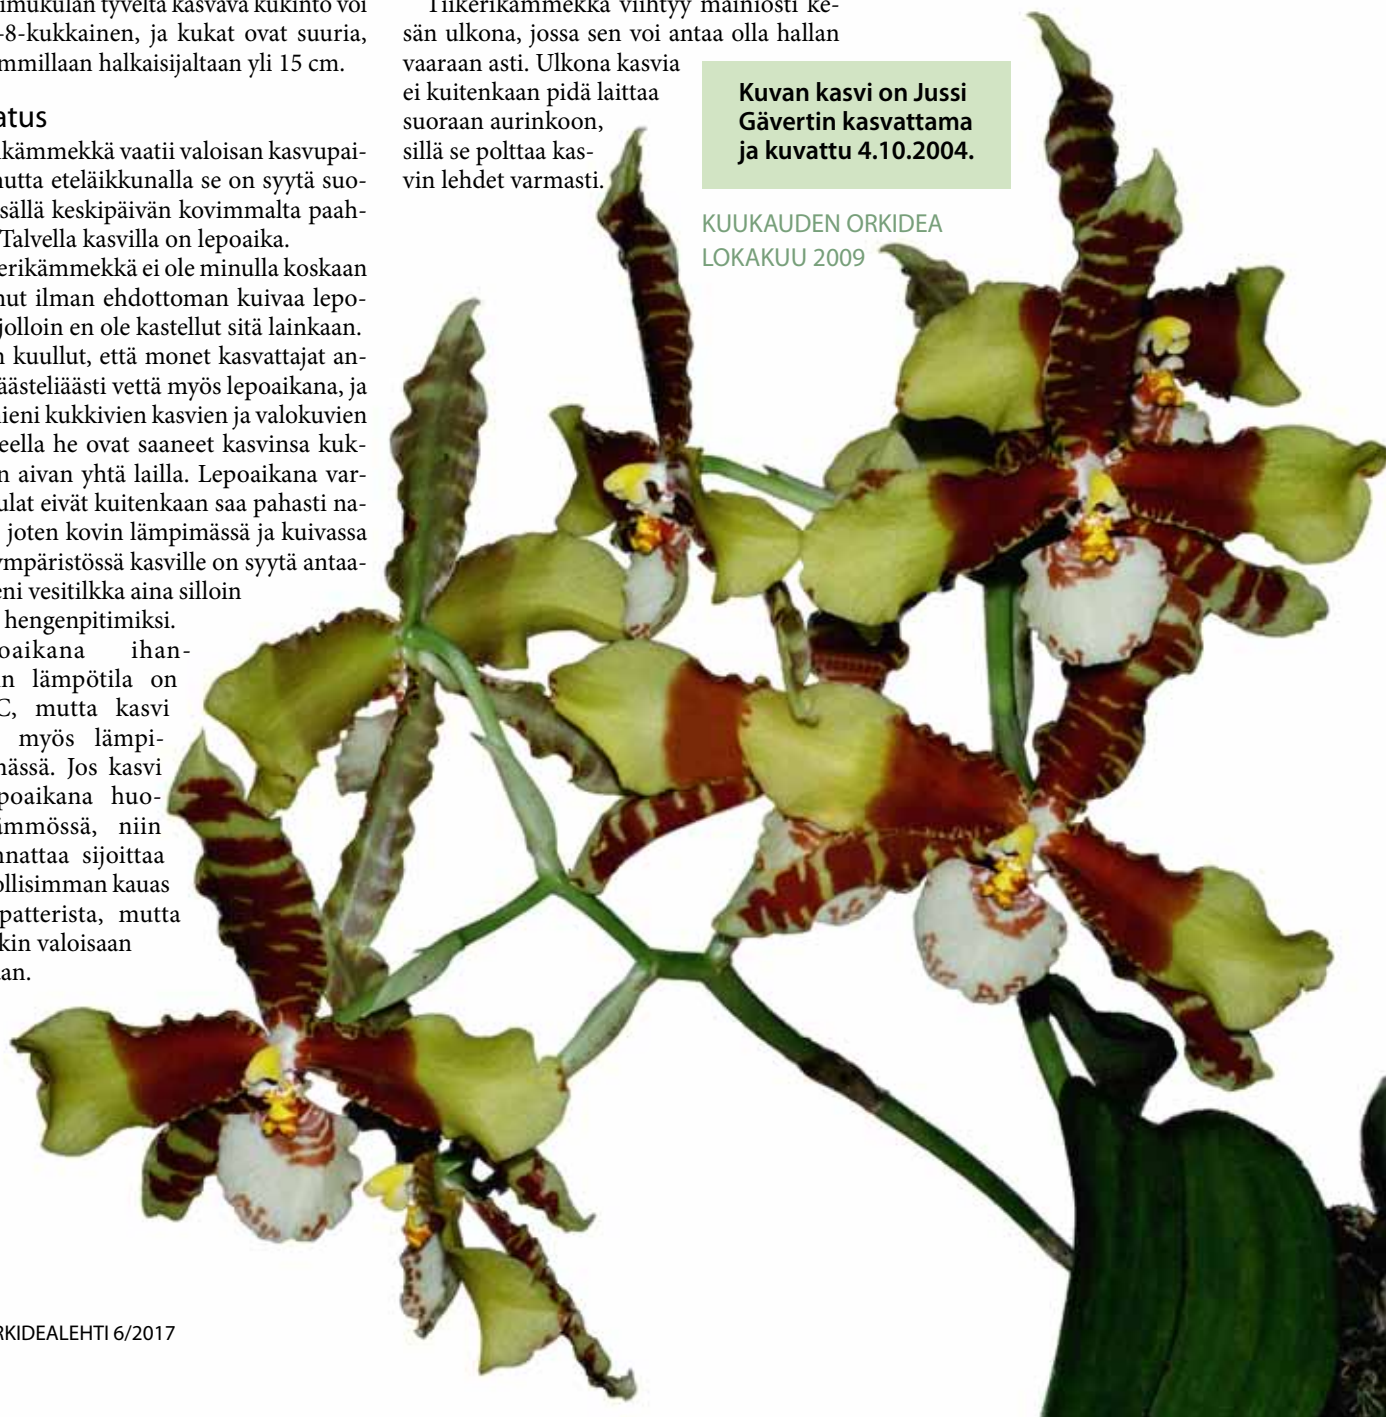 imukulan tyveltä kasvava kukinto voi
-8-kukkainen, ja kukat ovat suuria,
mmillaan halkaisijaltaan yli 15 cm.
atus
ikämmekkä vaatii valoisan kasvupai-
nutta eteläikkunalla se on syytä suo-
sällä keskipäivän kovimmalta paah-
Talvella kasvilla on lepoaika.
erikämmekkä ei ole minulla koskaan
nut ilman ehdottoman kuivaa lepo-
jolloin en ole kastellut sitä lainkaan.
n kuullut, että monet kasvattajat an-
äästeliäästi vettä myös lepoaikana, ja
ieni kukkivien kasvien ja valokuvien
eella he ovat saaneet kasvinsa kuk-
n aivan yhtä lailla. Lepoaikana var-
ulat eivät kuitenkaan saa pahasti na-
joten kovin lämpimässä ja kuivassa
ympäristössä kasville on syytä antaa-
eni vesitilkka aina silloin
hengenpitimiksi.
oaikana ihan-
n lämpötila on
C, mutta kasvi
myös lämpi-
nässä. Jos kasvi
poaikana huo-
ämmössä, niin
nnattaa sijoittaa
ollisimman kauas
patterista, mutta
kin valoisaan
an.
Tiikerikämmekkä viihtyy mainiosti ke-
sän ulkona, jossa sen voi antaa olla hallan
vaaraan asti. Ulkona kasvia
ei kuitenkaan pidä laittaa
suoraan aurinkoon,
sillä se polttaa kas-
vin lehdet varmasti.
Kuvan kasvi on Jussi
Gävertin kasvattama
ja kuvattu 4.10.2004.
KUUKAUDEN ORKIDEA
LOKAKUU 2009
RKIDEALEHTI 6/2017